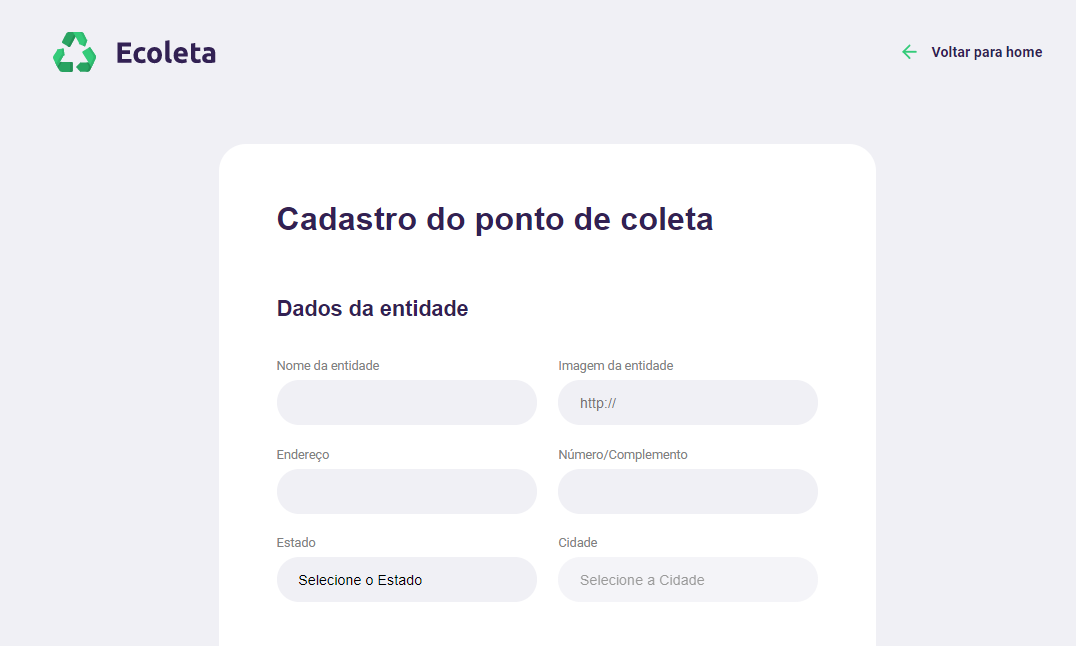 Ecoleta
Voltar para home
Cadastro do ponto de coleta
Dados da entidade
Nome da entidade
Imagem da entidade
http://
Endereço
Número/Complemento
Estado
Cidade
Selecione o Estado
Selecione a Cidade